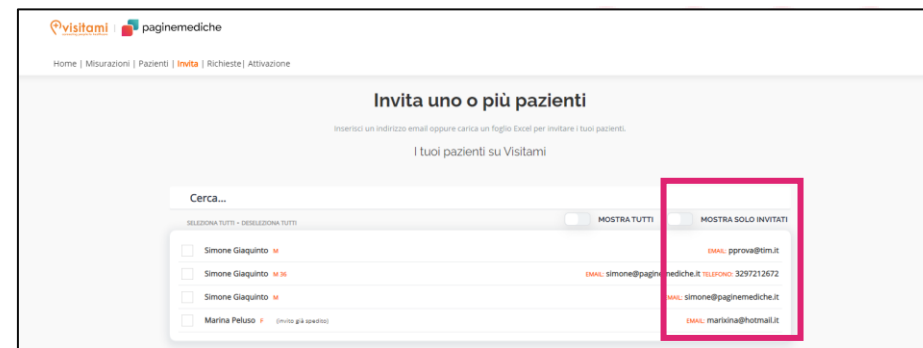 visitami | paginemediche
Home | Misurazioni | Pazienti | Invita | Richieste| Attivazione
Invita uno o più pazienti
Inserisci un indirizzo email oppure carica un foglio Excel per invitare i tuoi pazienti.
I tuoi pazienti su Visitami
Cerca...
SELEZIONA TUTTI - DESELEZIONA TUTTI MOSTRA TUTTI MOSTRA SOLO INVITATI
Simone Giaquinto M EMAIL: pprova@tim.it
Simone Giaquinto M 36 EMAIL: simone@paginemediche.it TELEFONO: 3297212672
Simone Giaquinto M EMAIL: simone@paginemediche.it
Marina Peluso F (invito già spedito) EMAIL: marixina@hotmail.it